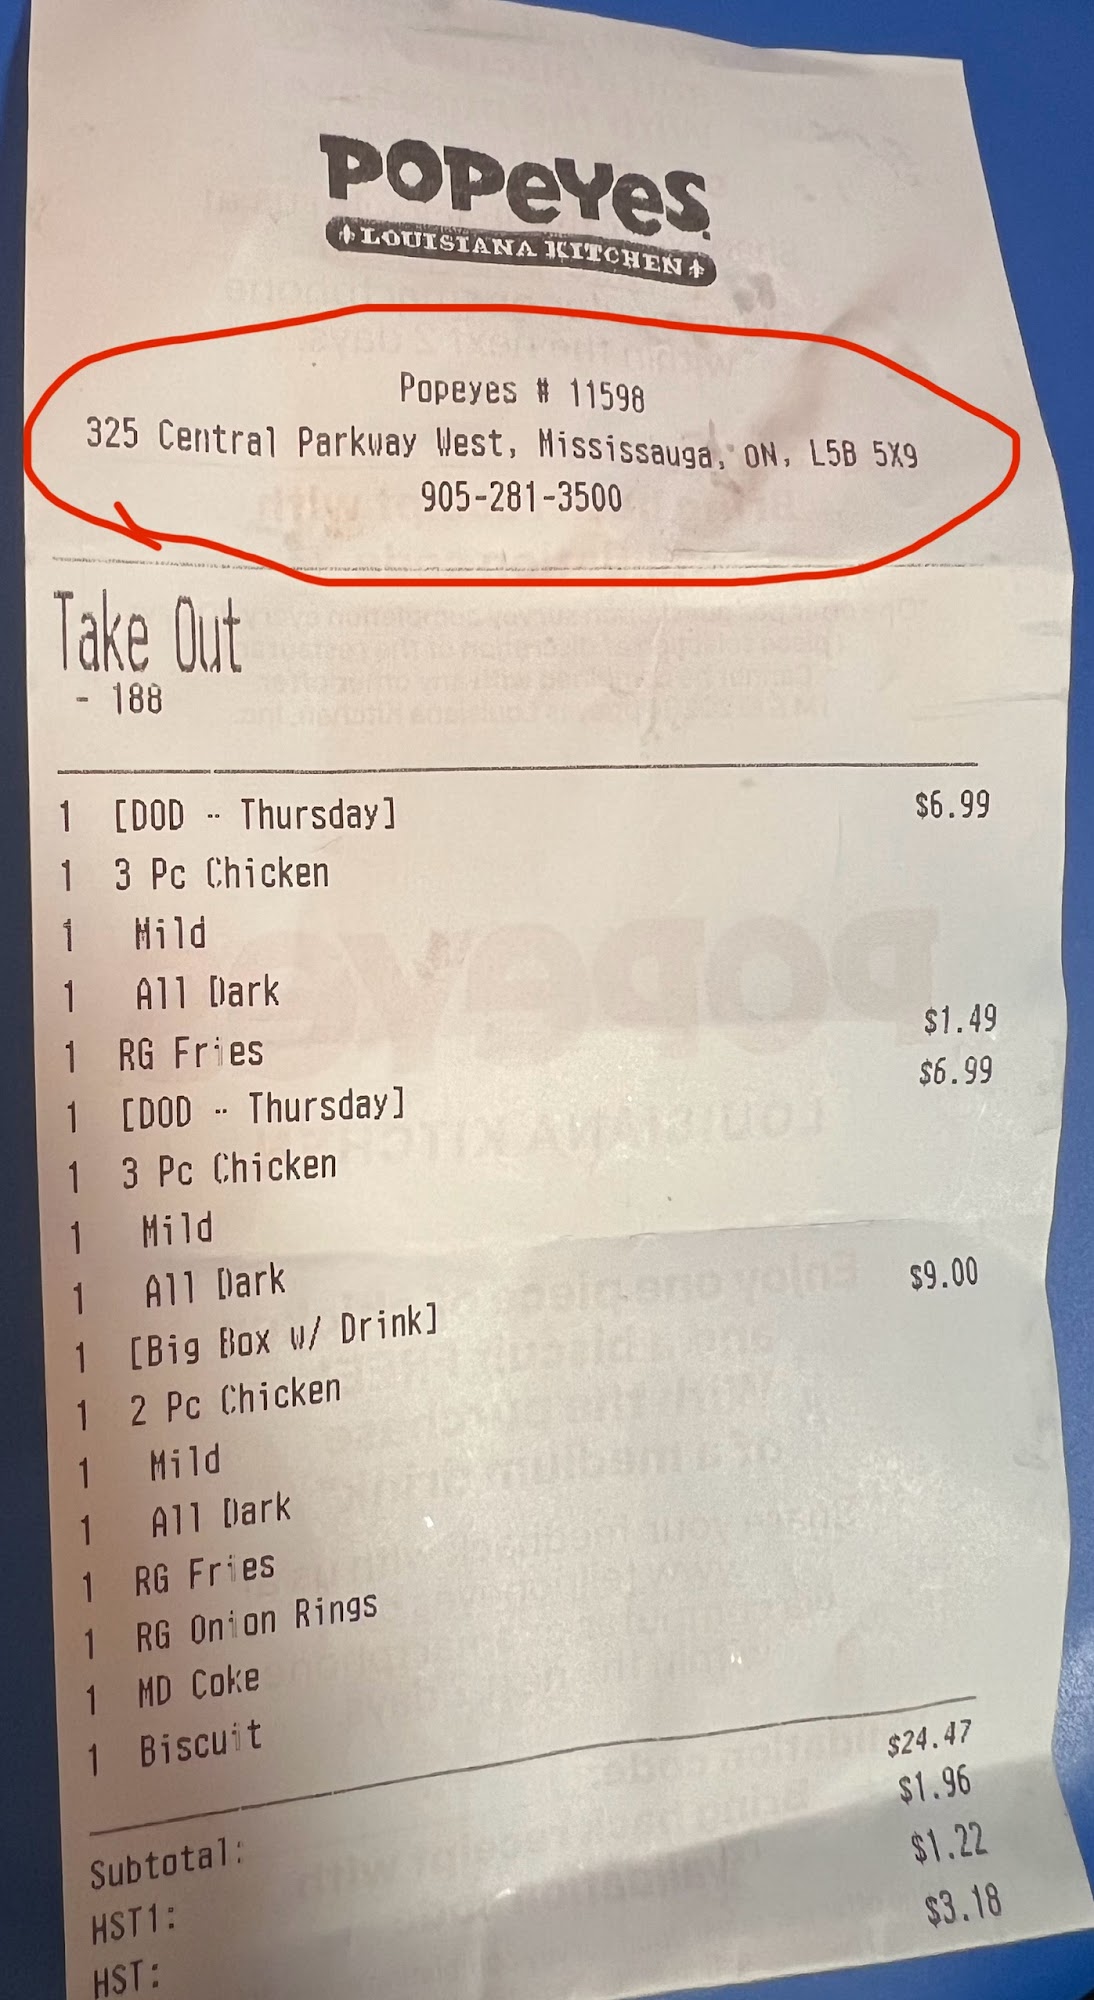 POPEYES
LOUISIANA KITCHEN
Popeyes # 11598
325 Central Parkway West, Mississauga, ON, L5B 5X9
905-281-3500
Take Out
- 188
1 [DOD -- Thursday] $6.99
1 3 Pc Chicken
1 Mild
1 All Dark
1 RG Fries $1.49
1 [DOD -- Thursday] $6.99
1 3 Pc Chicken
1 Mild
1 All Dark
1 [Big Box w/ Drink] $9.00
1 2 Pc Chicken
1 Mild
1 All Dark
1 RG Fries
1 RG Onion Rings
1 MD Coke
1 Biscuit
Subtotal: $24.47
HST1: $1.96
HST: $1.22
$3.18